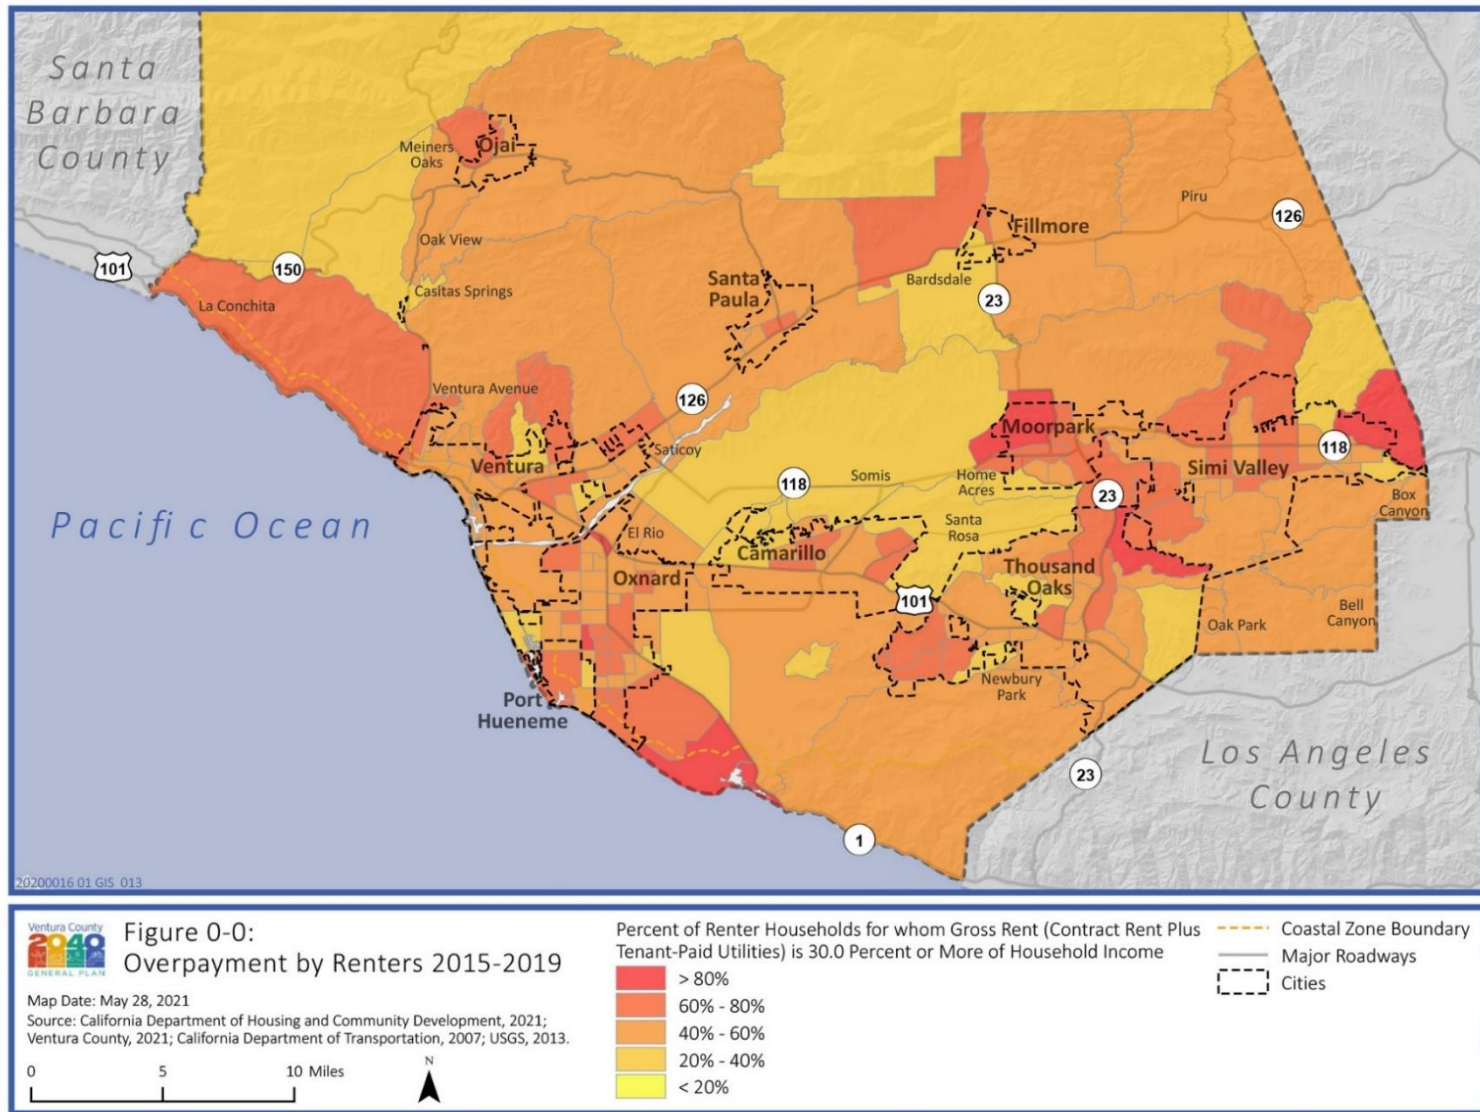 Santa
Barbara
County
Meiners
Oaks
Ojai
Piru
126
Fillmore
Oak View
101
150
Santa
Paula
Bardsdale
Casitas Springs
23
La Conchita
Ventura Avenue
126
Moorpark
Saticoy
118
Ventura
Simi Valley
Somis
Home
Acres
118
23
Box
Canyon
Pacific Ocean
El Rio
Santa
Rosa
Camarillo
Thousand
Oaks
Oxnard
101
Oak Park
Bell
Canyon
Newbury
Park
Port
Hueneme
Los Angeles
County
23
1
20200016 01 GIS 013
Ventura County
2040
GENERAL PLAN
Figure 0-0:
Overpayment by Renters 2015-2019
Map Date: May 28, 2021
Source: California Department of Housing and Community Development, 2021;
Ventura County, 2021; California Department of Transportation, 2007; USGS, 2013.
0 5 10 Miles
N
Percent of Renter Households for whom Gross Rent (Contract Rent Plus
Tenant-Paid Utilities) is 30.0 Percent or More of Household Income
> 80%
60% - 80%
40% - 60%
20% - 40%
< 20%
Coastal Zone Boundary
Major Roadways
Cities